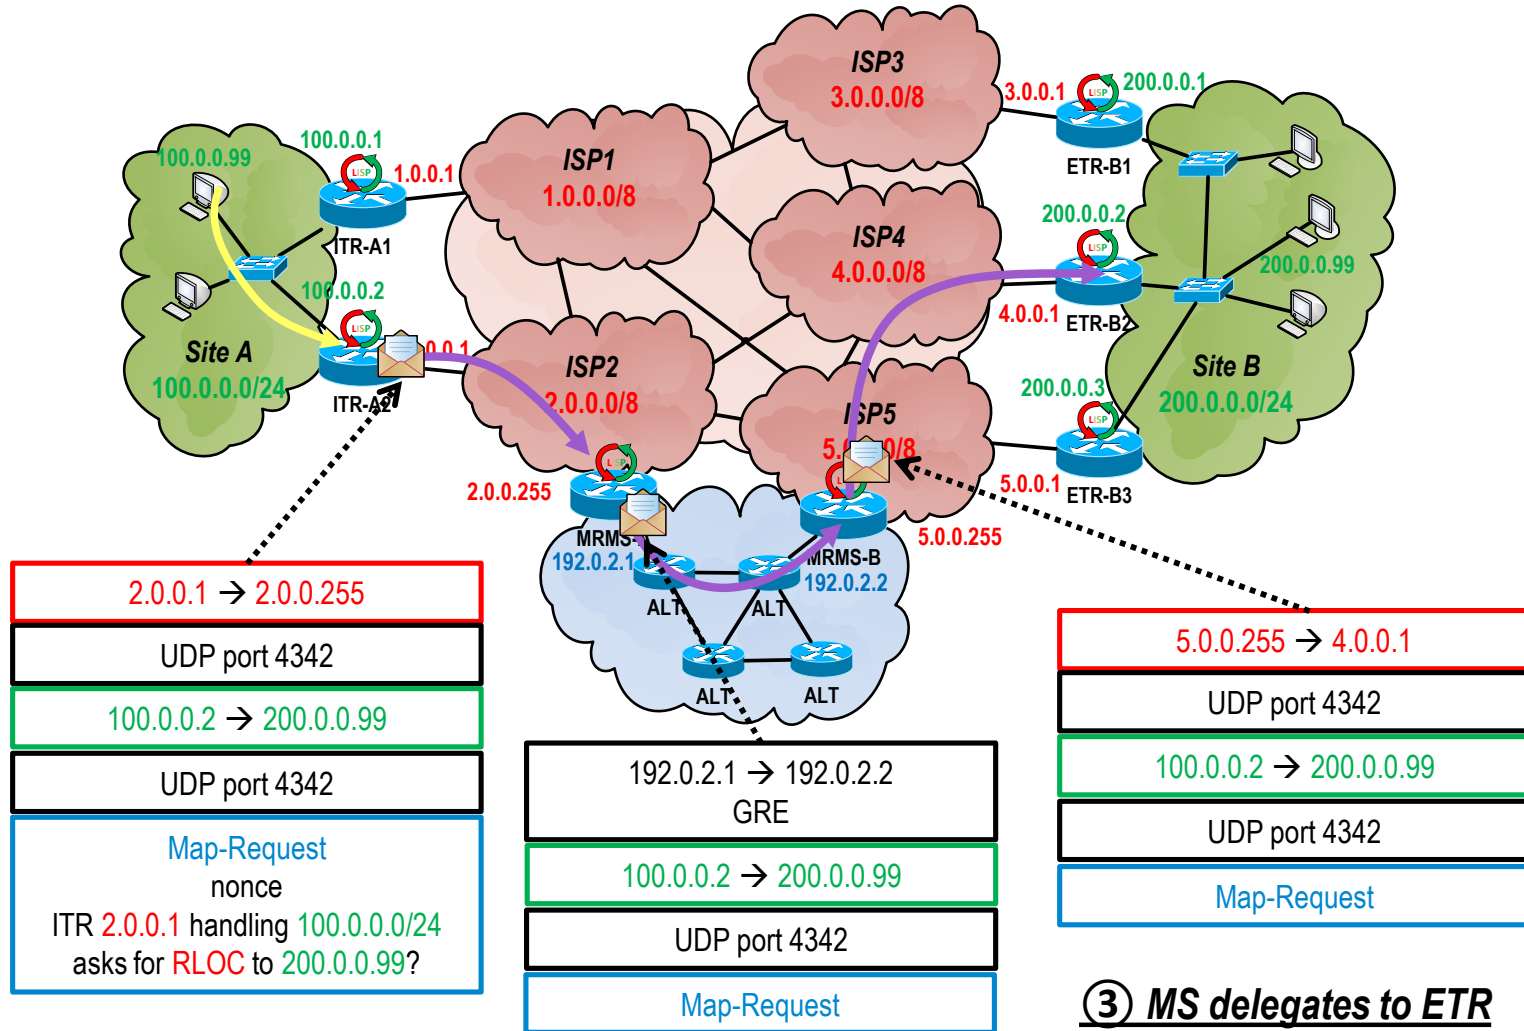 ISP3
3.0.0.0/8
3.0.0.1
200.0.0.1
LISP
ETR-B1
100.0.0.99
100.0.0.1
LISP
1.0.0.1
ITR-A1
ISP1
1.0.0.0/8
ISP4
4.0.0.0/8
200.0.0.2
LISP
4.0.0.1
ETR-B2
200.0.0.99
100.0.0.2
LISP
0.0.1
ITR-A2
Site A
100.0.0.0/24
ISP2
2.0.0.0/8
ISP5
Site B
200.0.0.0/24
200.0.0.3
LISP
5.0.0.1
ETR-B3
2.0.0.255
5.0.0.255
192.0.2.1
MRMS-B
192.0.2.2
ALT
ALT
ALT
ALT
2.0.0.1 → 2.0.0.255
UDP port 4342
100.0.0.2 → 200.0.0.99
UDP port 4342
Map-Request
nonce
ITR 2.0.0.1 handling 100.0.0.0/24
asks for RLOC to 200.0.0.99?
192.0.2.1 → 192.0.2.2
GRE
100.0.0.2 → 200.0.0.99
UDP port 4342
Map-Request
5.0.0.255 → 4.0.0.1
UDP port 4342
100.0.0.2 → 200.0.0.99
UDP port 4342
Map-Request
③ MS delegates to ETR